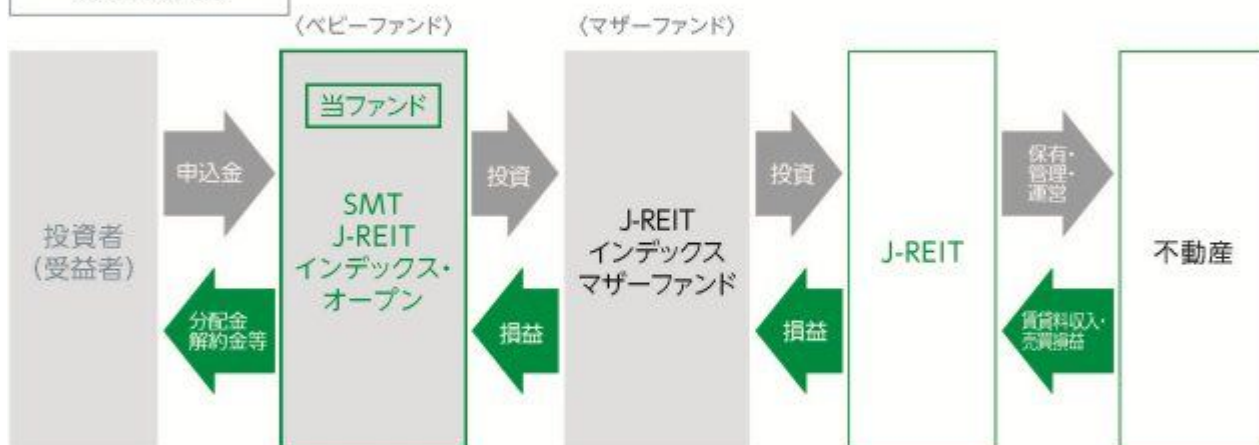 〈ベビーファンド〉
〈マザーファンド〉
投資者
(受益者)
申込金
分配金
解約金等
当ファンド
SMT
J-REIT
インデックス・
オープン
投資
損益
J-REIT
インデックス
マザーファンド
投資
損益
J-REIT
保有・
管理・
運営
賃貸料収入・
売買損益
不動産